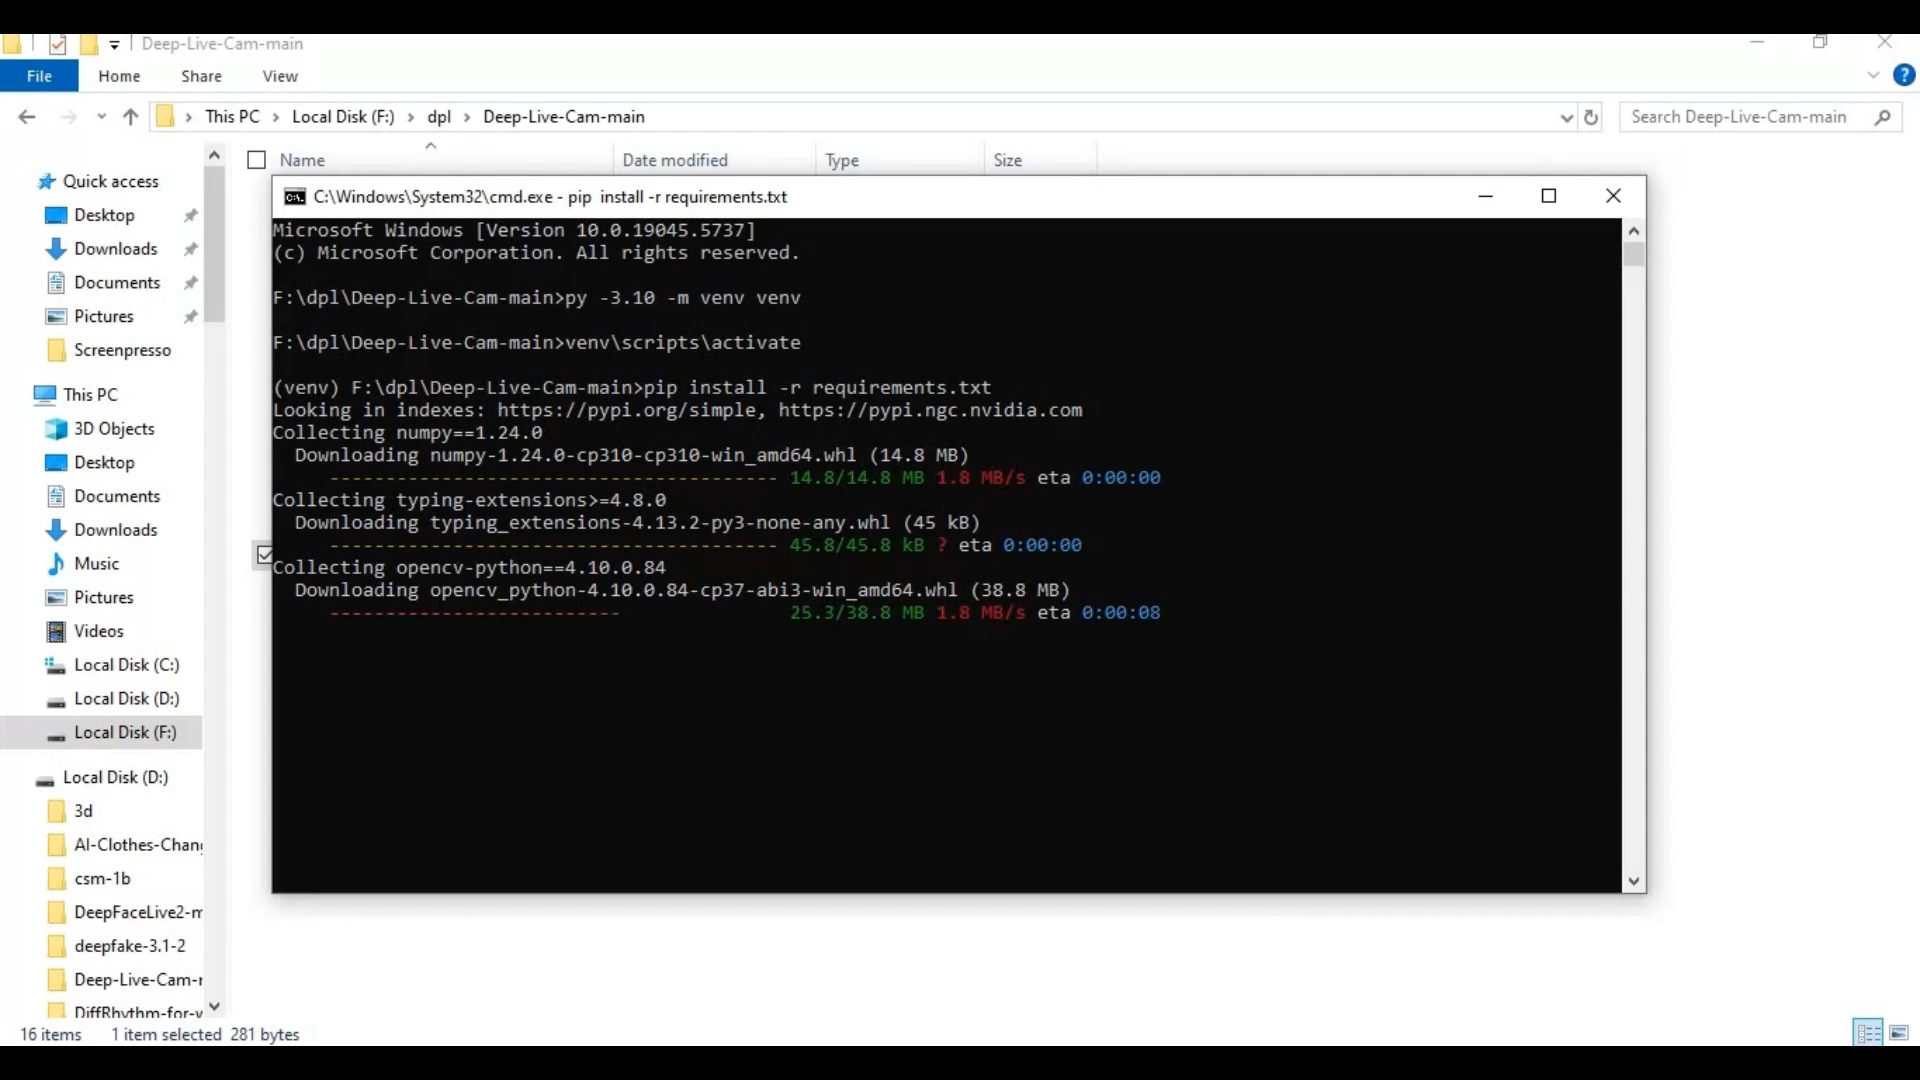 Deep-Live-Cam-main
File Home Share View
This PC Local Disk (F:) dpl Deep-Live-Cam-main Search Deep-Live-Cam-main
Name Date modified Type Size
Quick access
Desktop
Downloads
Documents
Pictures
Screenpresso
This PC
3D Objects
Desktop
Documents
Downloads
Music
Pictures
Videos
Local Disk (C:)
Local Disk (D:)
Local Disk (F:)
Local Disk (D:)
3d
AI-Clothes-Chang
csm-1b
DeepFaceLive2-m
deepfake-3.1-2
Deep-Live-Cam-r
DiffRhythm-for-w
C:\Windows\System32\cmd.exe - pip  install -r requirements.txt
Microsoft Windows [Version 10.0.19045.5737]
(c) Microsoft Corporation. All rights reserved.
F:\dpl\Deep-Live-Cam-main>py -3.10 -m venv venv
F:\dpl\Deep-Live-Cam-main>venv\scripts\activate
(venv) F:\dpl\Deep-Live-Cam-main>pip install -r requirements.txt
Looking in indexes: https://pypi.org/simple, https://pypi.ngc.nvidia.com
Collecting numpy==1.24.0
Downloading numpy-1.24.0-cp310-cp310-win_amd64.whl (14.8 MB)
---------------------------------------- 14.8/14.8 MB 1.8 MB/s eta 0:00:00
Collecting typing-extensions>=4.8.0
Downloading typing_extensions-4.13.2-py3-none-any.whl (45 kB)
---------------------------------------- 45.8/45.8 kB ? eta 0:00:00
Collecting opencv-python==4.10.0.84
Downloading opencv_python-4.10.0.84-cp37-abi3-win_amd64.whl (38.8 MB)
-------------------------- 25.3/38.8 MB 1.8 MB/s eta 0:00:08
16 items 1 item selected 281 bytes